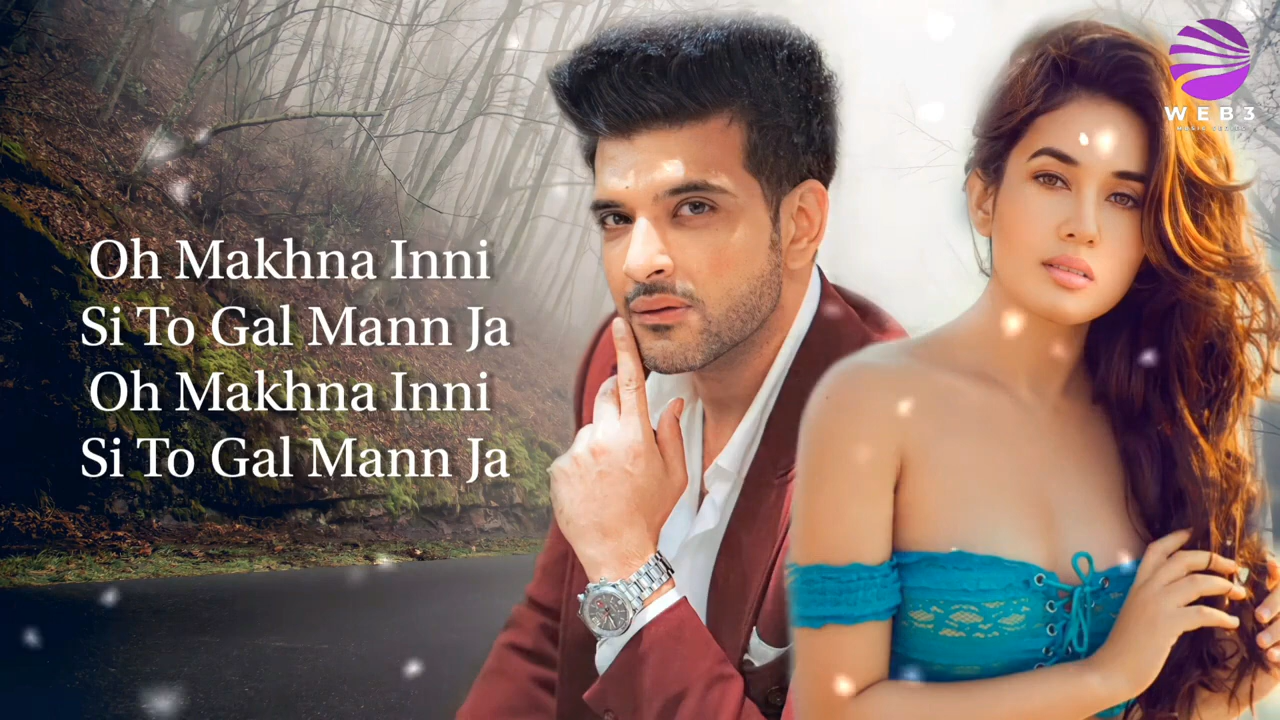 Oh Makhna Inni
Si To Gal Mann Ja
Oh Makhna Inni
Si To Gal Mann Ja
WEB3